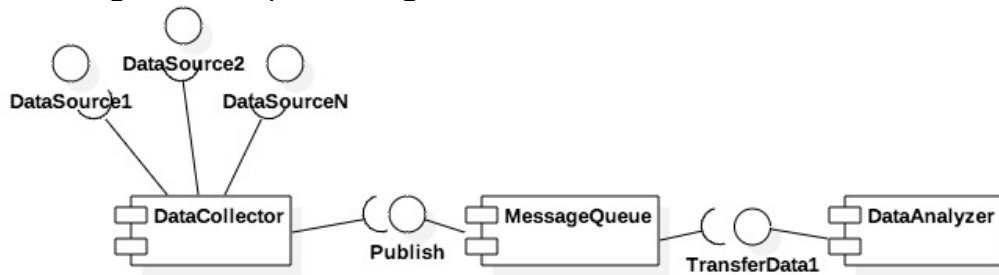 DataSource2
DataSource1
DataSourceN
DataCollector
MessageQueue
DataAnalyzer
Publish
TransferData1